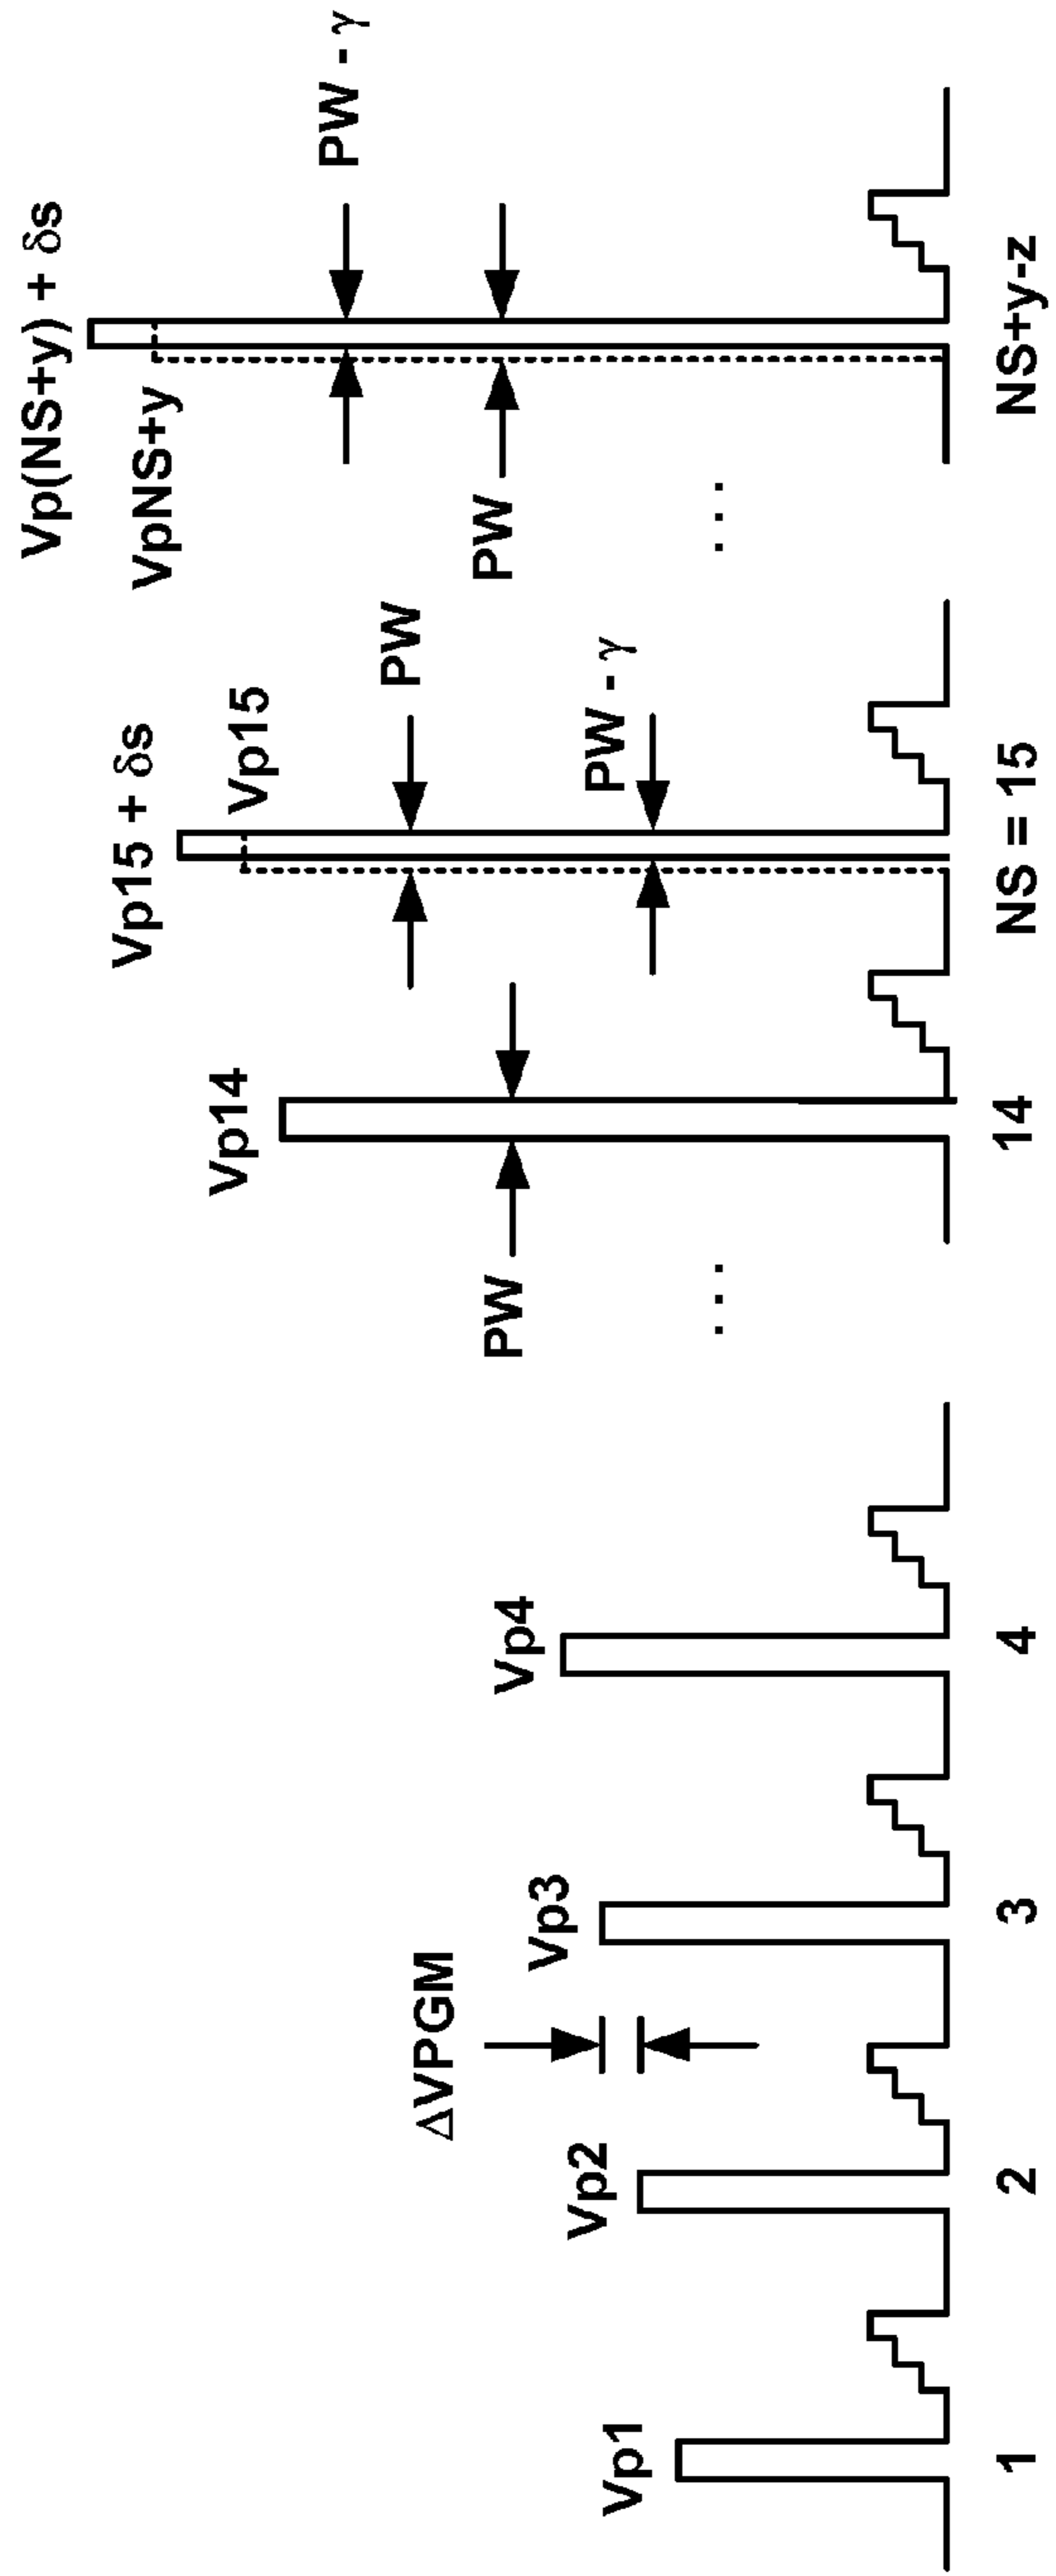 Vp1
Vp2
ΔVPGM
Vp3
Vp4
PW
Vp14
Vp15 + δs
Vp15
PW
PW - γ
Vp(NS+y) + δs
VpNS+y
PW
PW - γ
. . .
. . .
1
2
3
4
14
NS = 15
NS+y-z